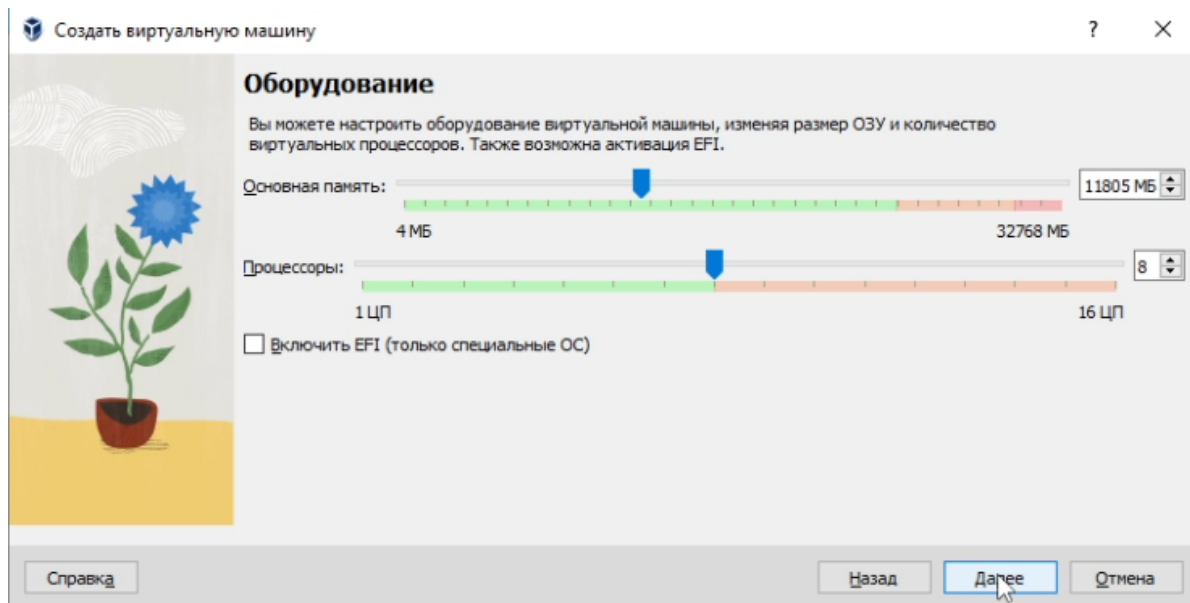 Создать виртуальную машину
?
Оборудование
Вы можете настроить оборудование виртуальной машины, изменяя размер ОЗУ и количество
виртуальных процессоров. Также возможна активация EFI.
Основная память: 11805 МБ
4 МБ 32768 МБ
Процессоры: 8
1 ЦП 16 ЦП
Включить EFI (только специальные ОС)
Справка Назад Далее Отмена